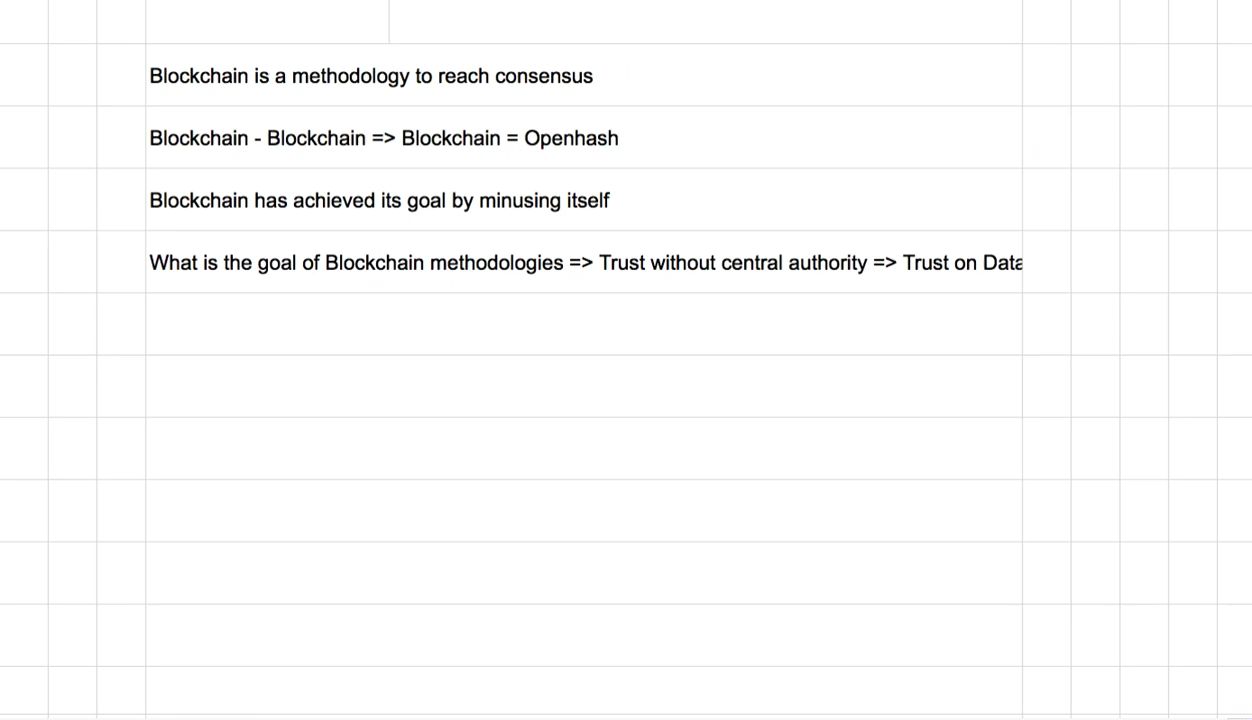 Blockchain is a methodology to reach consensus
Blockchain - Blockchain => Blockchain = Openhash
Blockchain has achieved its goal by minusing itself
What is the goal of Blockchain methodologies => Trust without central authority => Trust on Data